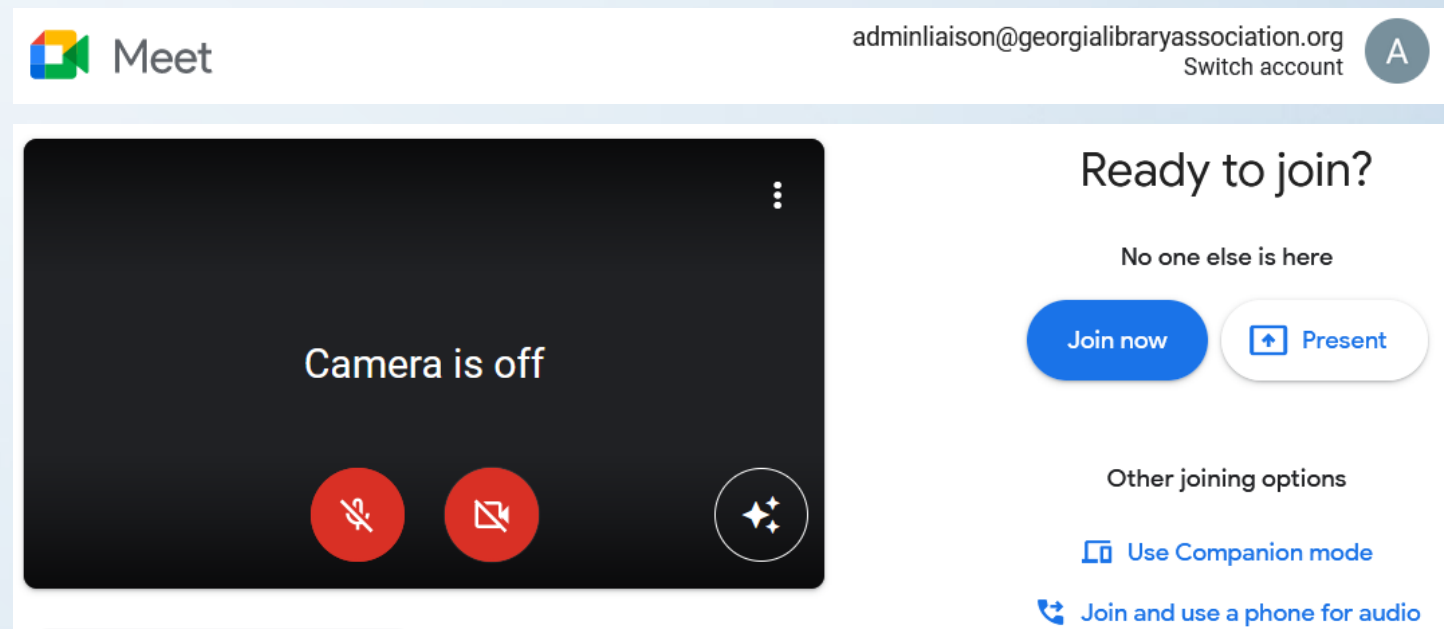 Meet
adminliaison@georgialibraryassociation.org
Switch account
A
Camera is off
Ready to join?
No one else is here
Join now
Present
Other joining options
Use Companion mode
Join and use a phone for audio